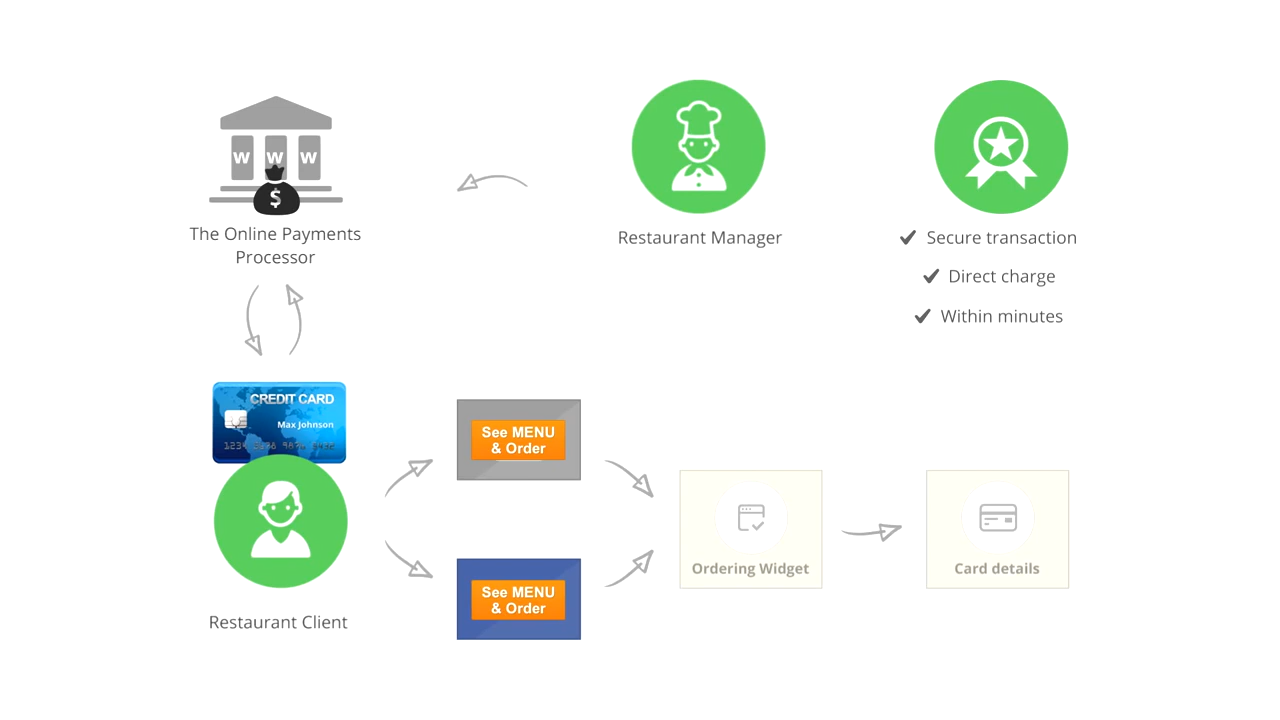 W W W
$
The Online Payments
Processor
Restaurant Manager
Secure transaction
Direct charge
Within minutes
CREDIT CARD
Max Johnson
See MENU
& Order
Ordering Widget
Card details
See MENU
& Order
Restaurant Client